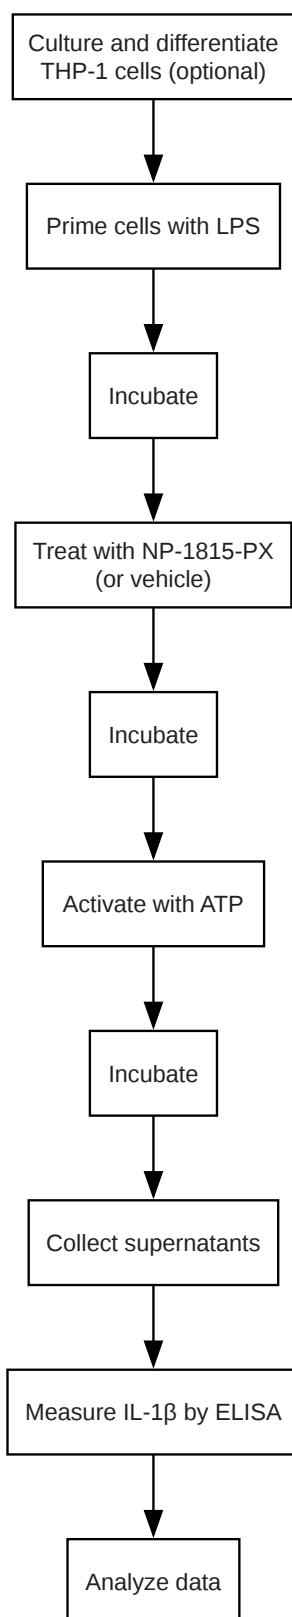 Culture and differentiate
THP-1 cells (optional)
Prime cells with LPS
Incubate
Treat with NP-1815-PX
(or vehicle)
Incubate
Activate with ATP
Incubate
Collect supernatants
Measure IL-1β by ELISA
Analyze data